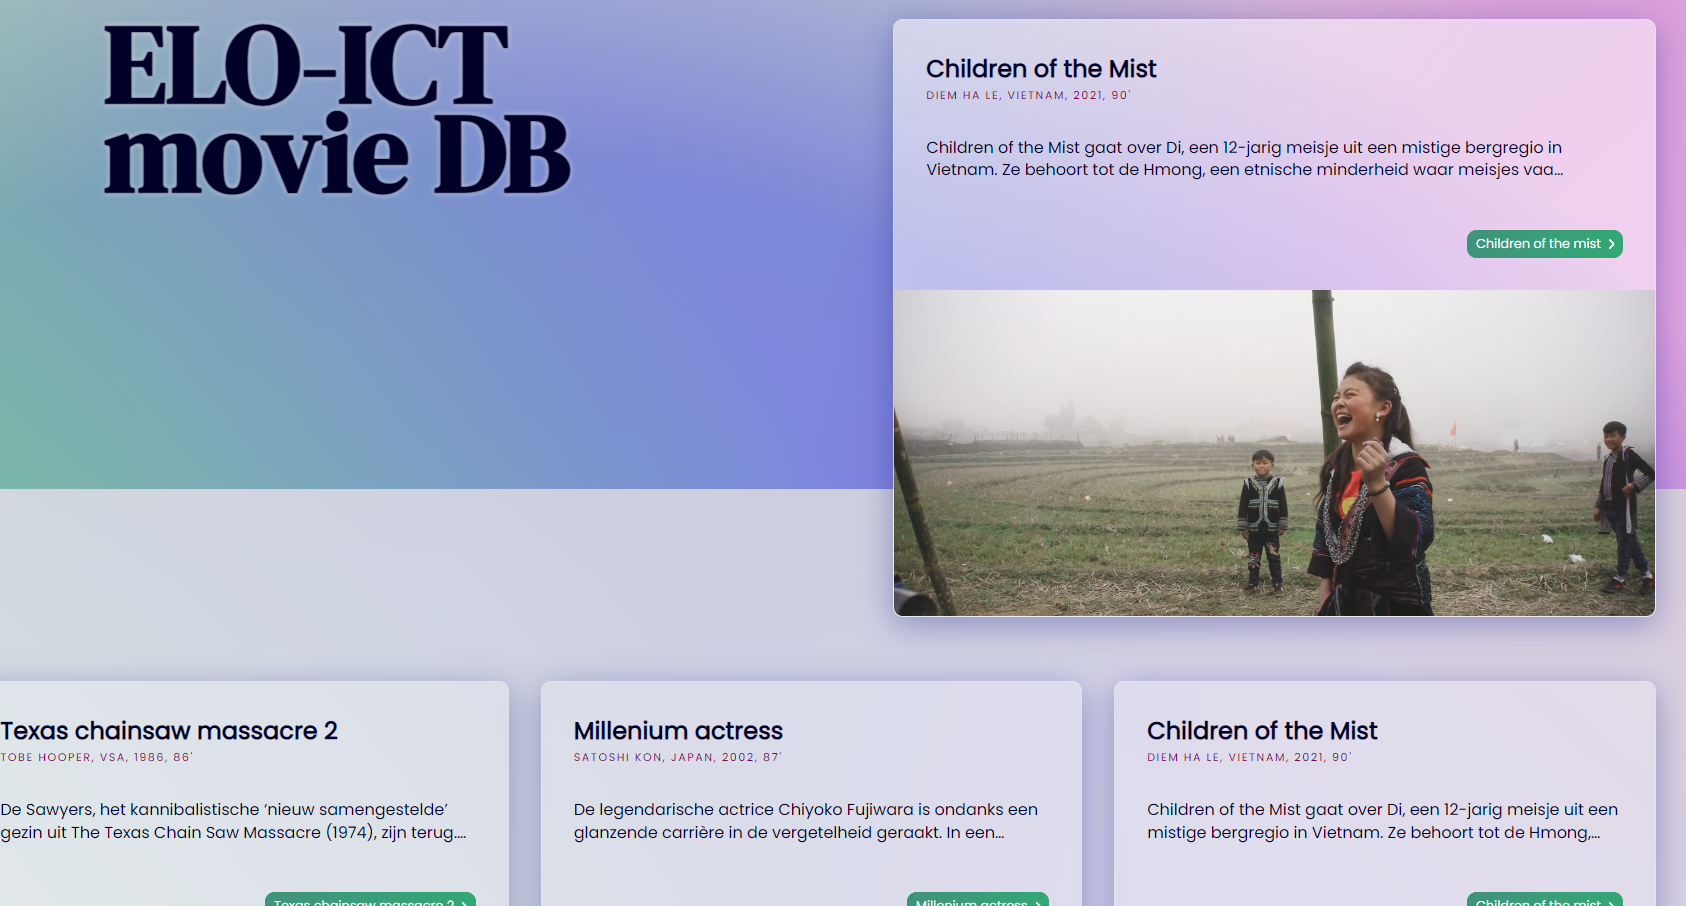 ELO-ICT
movie DB
Children of the Mist
DIEM HA LE, VIETNAM, 2021, 90'
Children of the Mist gaat over Di, een 12-jarig meisje uit een mistige bergregio in
Vietnam. Ze behoort tot de Hmong, een etnische minderheid waar meisjes vaa...
Children of the mist
Texas chainsaw massacre 2
TOBE HOOPER, VSA, 1986, 86'
De Sawyers, het kannibalistische ‘nieuw samengestelde’
gezin uit The Texas Chain Saw Massacre (1974), zijn terug....
Texas chainsaw massacre 2
Millenium actress
SATOSHI KON, JAPAN, 2002, 87'
De legendarische actrice Chiyoko Fujiwara is ondanks een
glanzende carrière in de vergetelheid geraakt. In een...
Millenium actress
Children of the Mist
DIEM HA LE, VIETNAM, 2021, 90'
Children of the Mist gaat over Di, een 12-jarig meisje uit een
mistige bergregio in Vietnam. Ze behoort tot de Hmong,...
Children of the mist